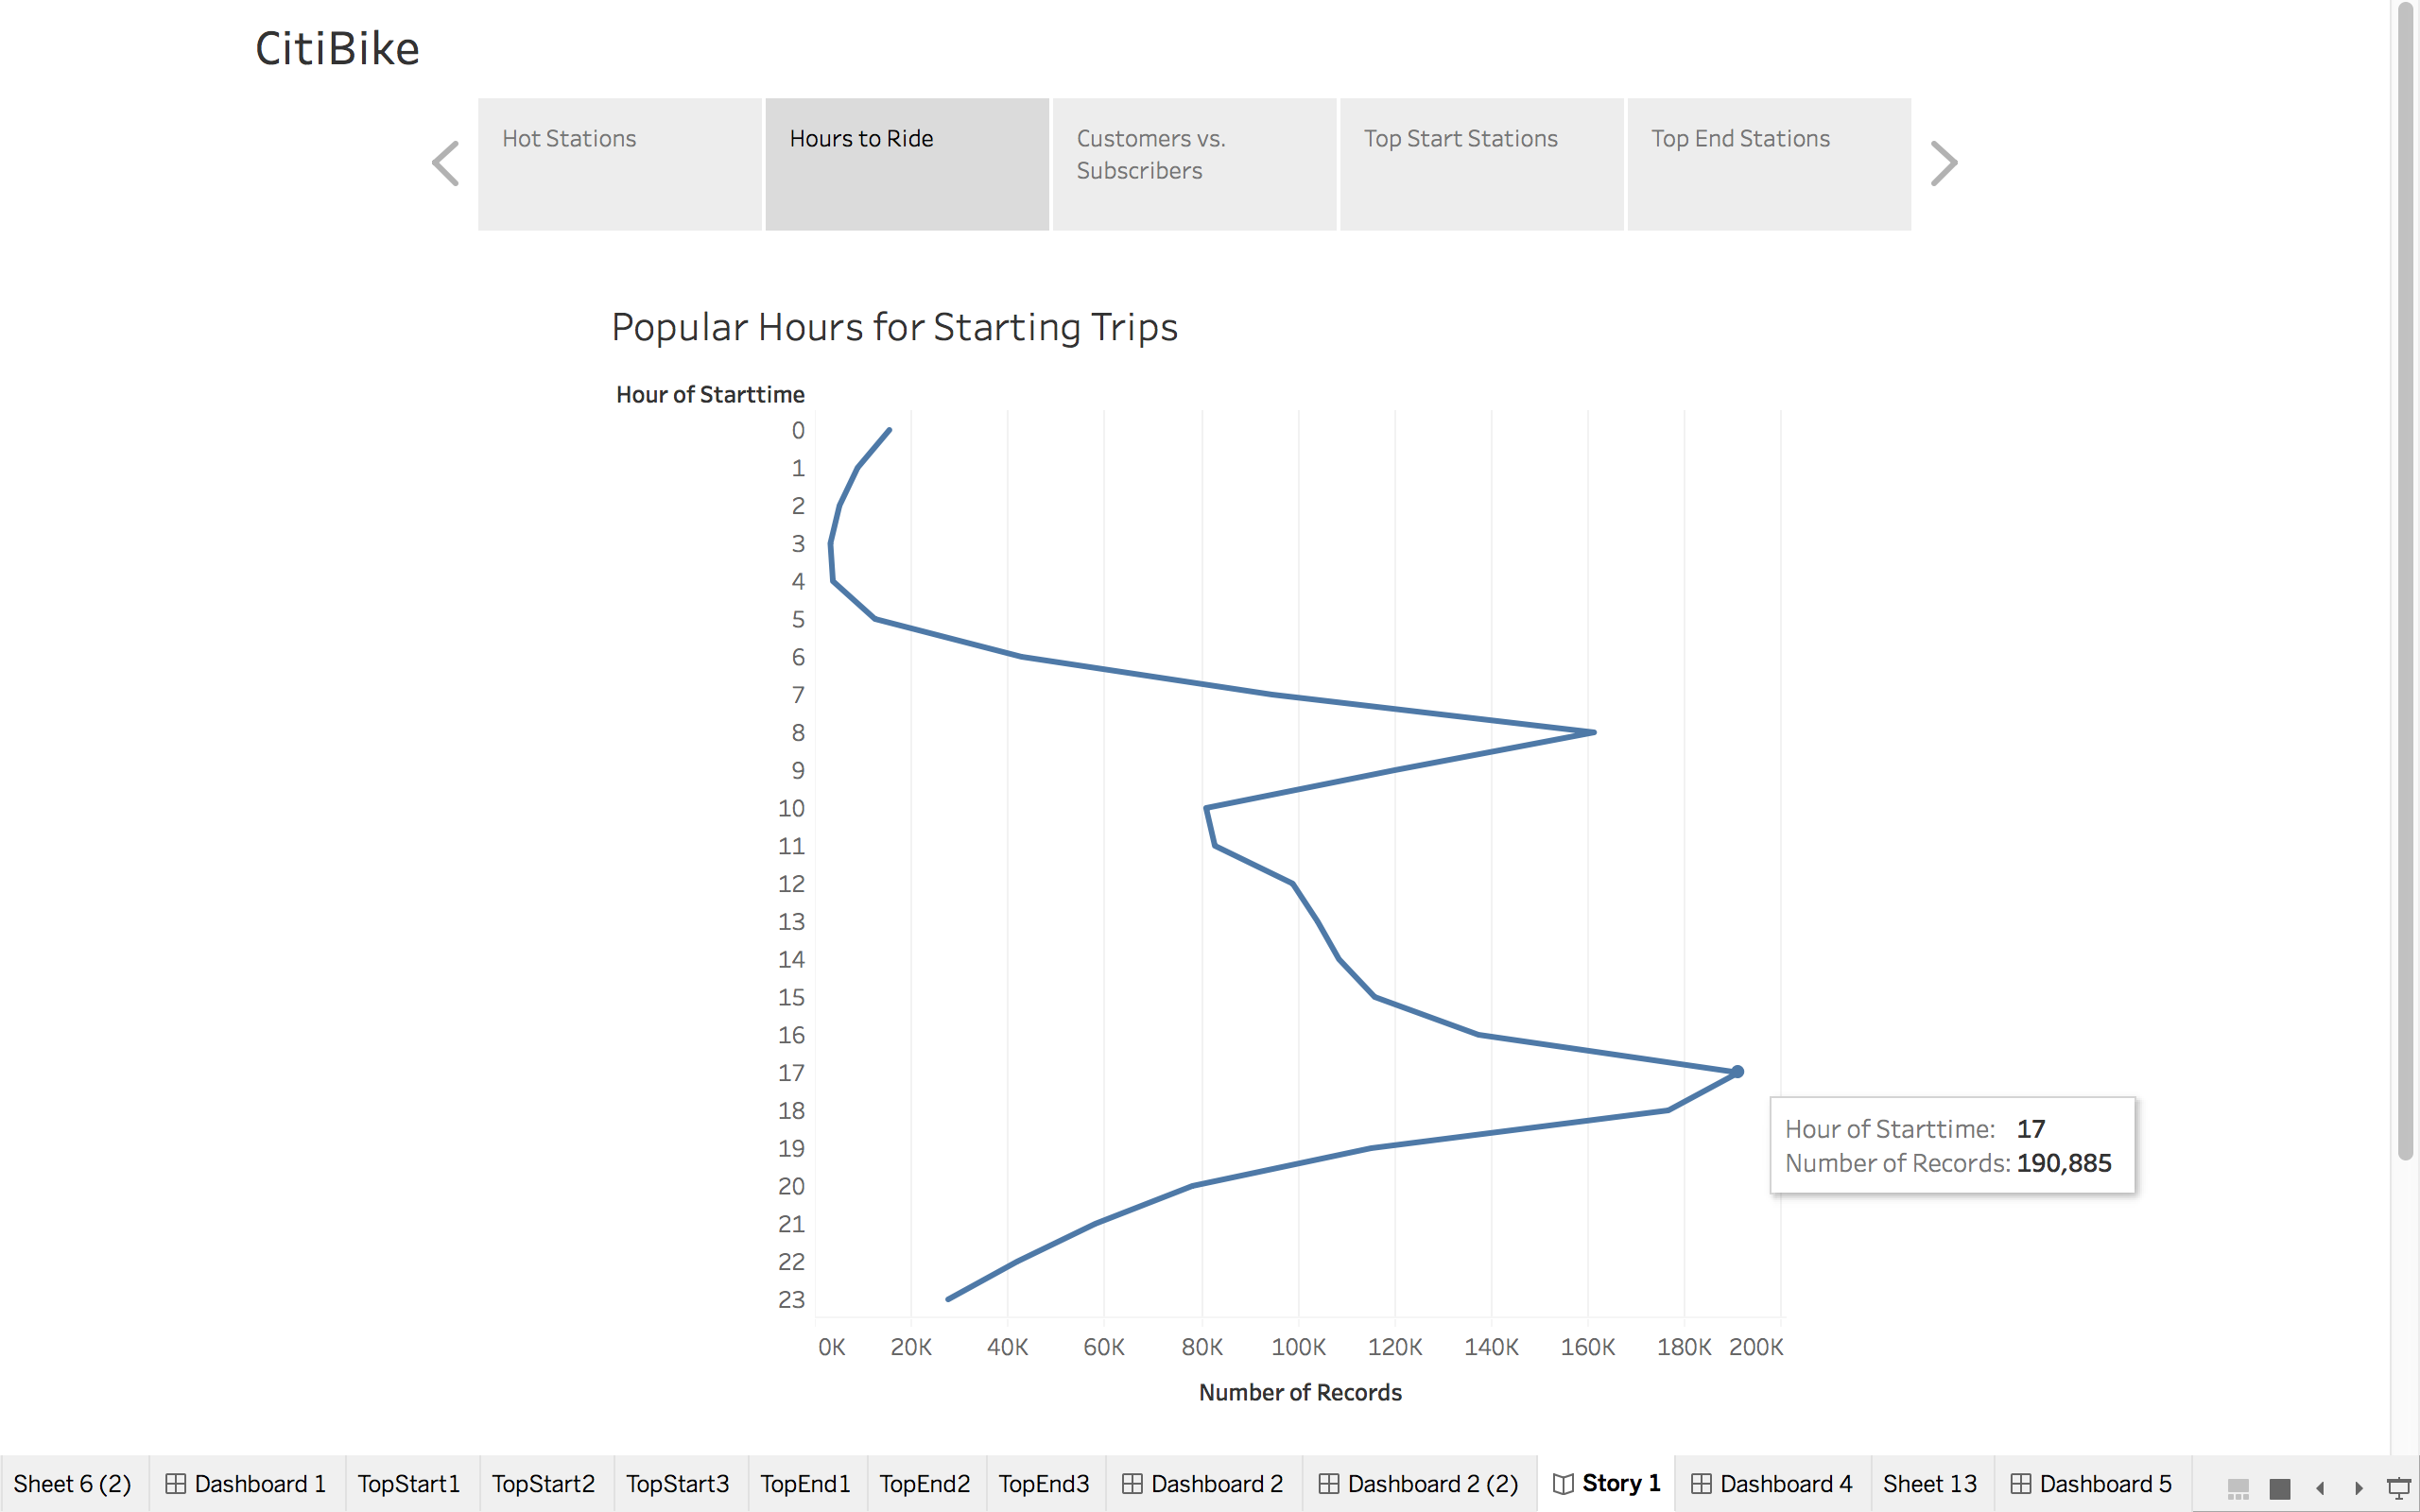 CitiBike
Hot Stations
Hours to Ride
Customers vs.
Subscribers
Top Start Stations
Top End Stations
Popular Hours for Starting Trips
Hour of Starttime
0
1
2
3
4
5
6
7
8
9
10
11
12
13
14
15
16
17
18
19
20
21
22
23
Hour of Starttime: 17
Number of Records: 190,885
0K 20K 40K 60K 80K 100K 120K 140K 160K 180K 200K
Number of Records
Sheet 6 (2) Dashboard 1 TopStart1 TopStart2 TopStart3 TopEnd1 TopEnd2 TopEnd3 Dashboard 2 Dashboard 2 (2) Story 1 Dashboard 4 Sheet 13 Dashboard 5